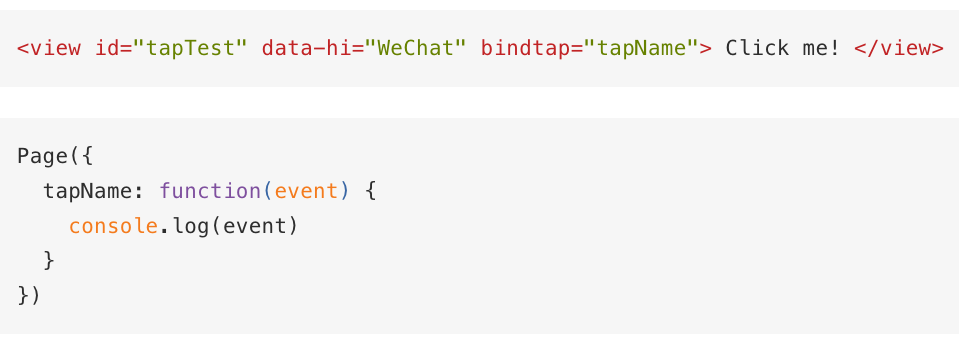 <view id="tapTest" data-hi="WeChat" bindtap="tapName"> Click me! </view>
Page({
  tapName: function(event) {
    console.log(event)
  }
})